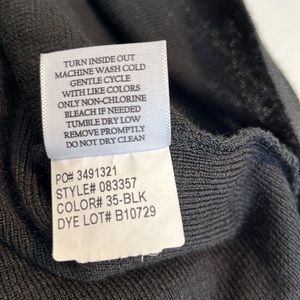 TURN INSIDE OUT
MACHINE WASH COLD
GENTLE CYCLE
WITH LIKE COLORS
ONLY NON-CHLORINE
BLEACH IF NEEDED
TUMBLE DRY LOW
REMOVE PROMPTLY
DO NOT DRY CLEAN
PO# 3491321
STYLE# 083357
COLOR# 35-BLK
DYE LOT# B10729